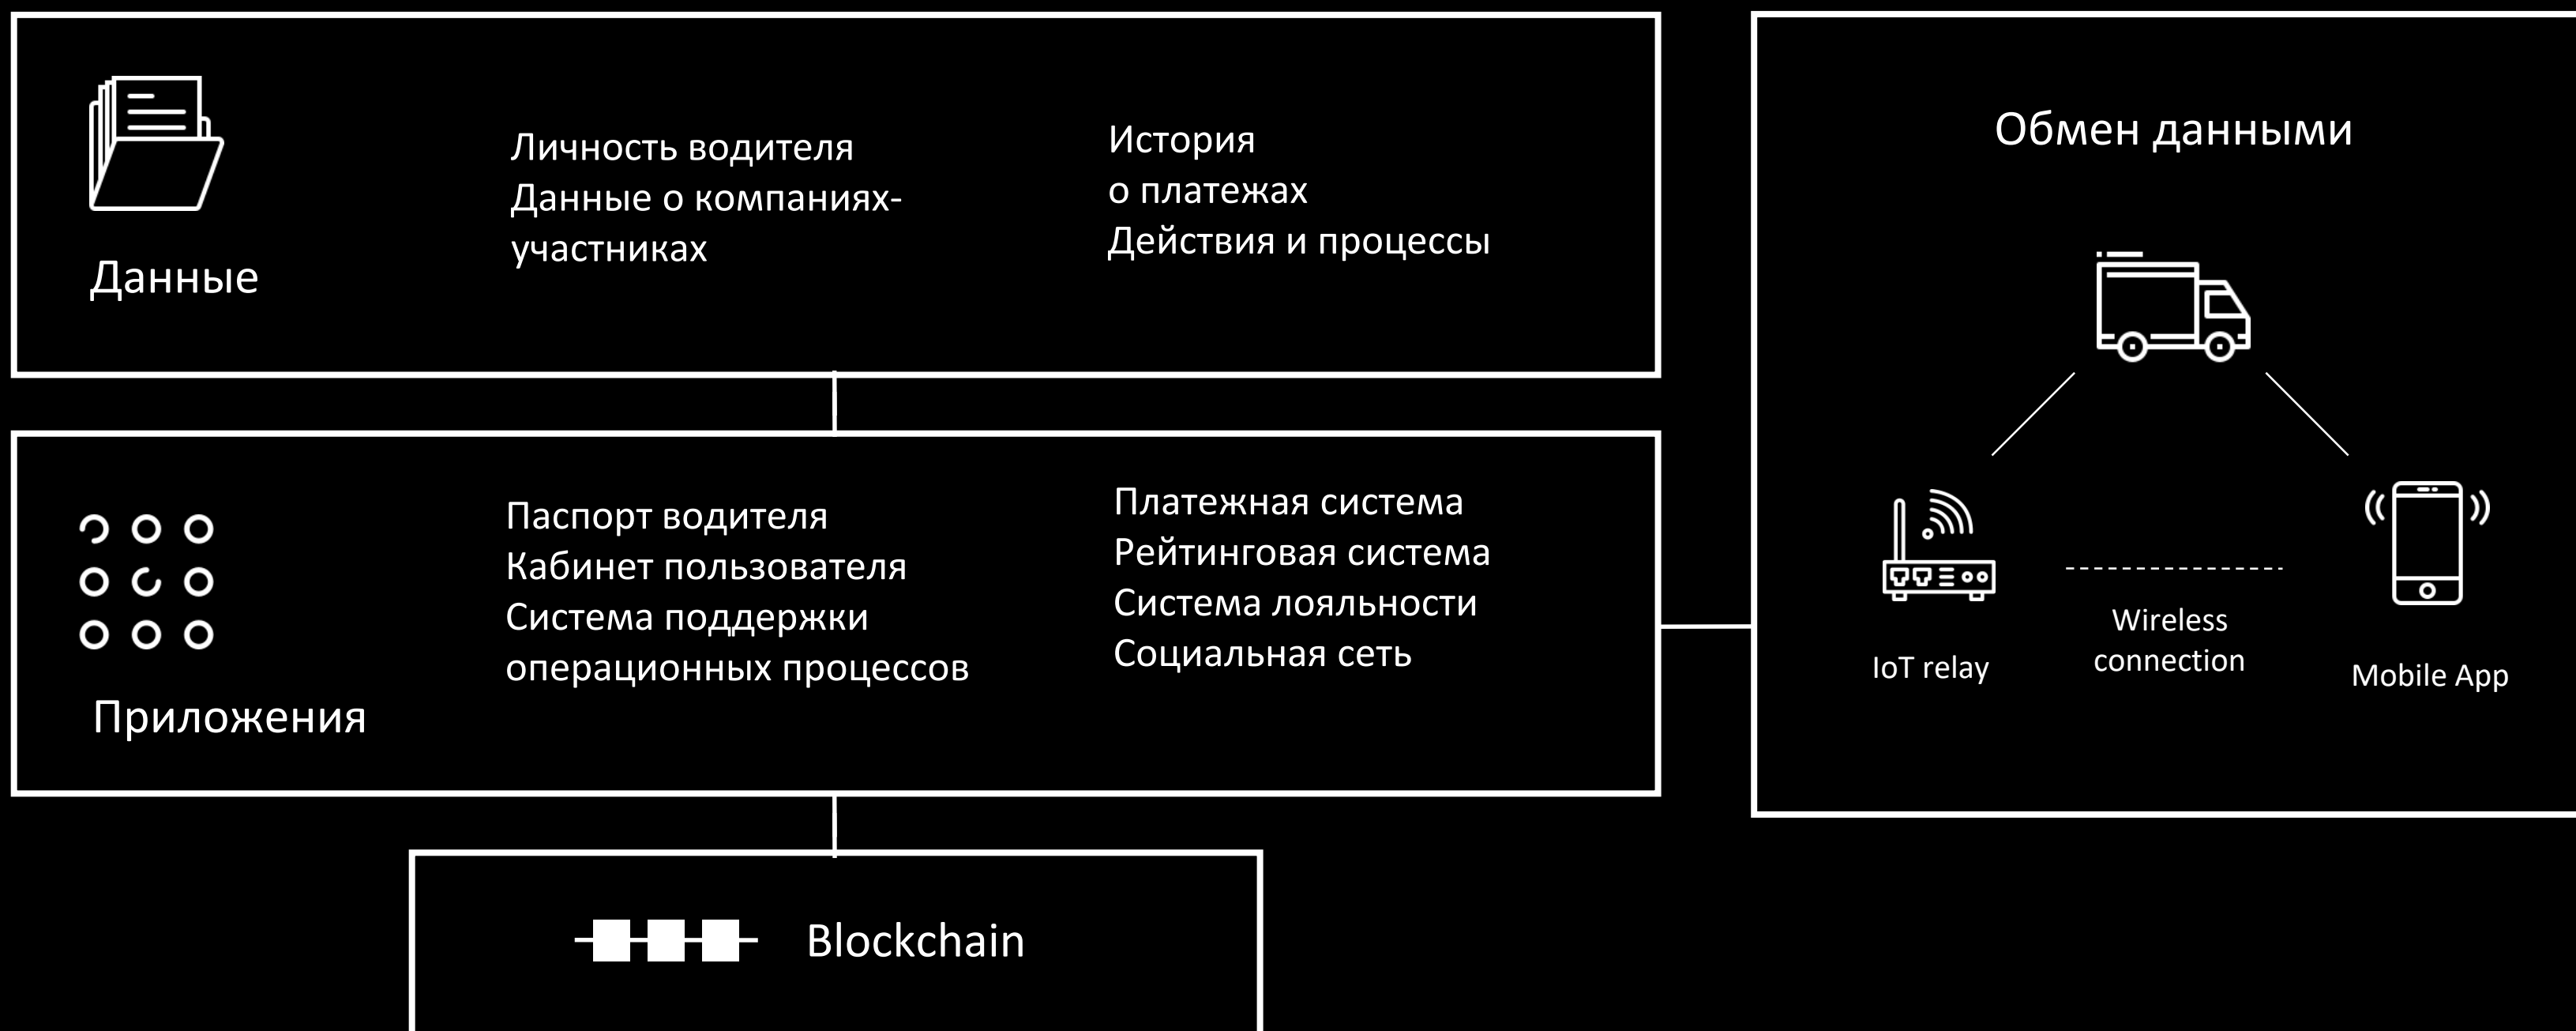 Данные
Личность водителя
Данные о компаниях-
участниках
История
о платежах
Действия и процессы
Приложения
Паспорт водителя
Кабинет пользователя
Система поддержки
операционных процессов
Платежная система
Рейтинговая система
Система лояльности
Социальная сеть
Обмен данными
IoT relay
Wireless
connection
Mobile App
Blockchain